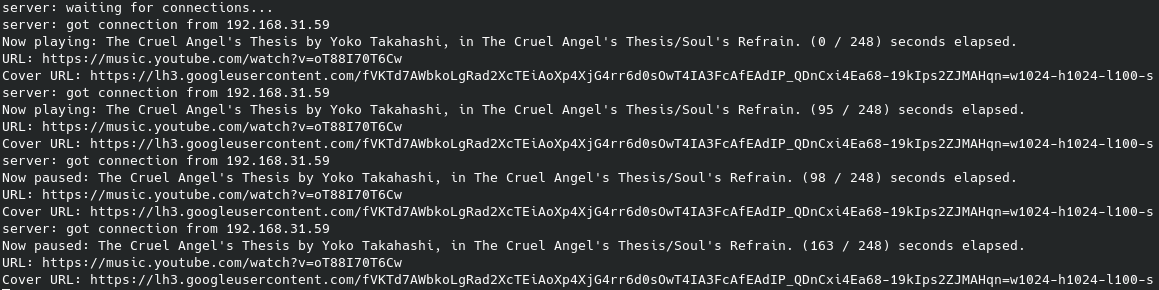 server: waiting for connections...
server: got connection from 192.168.31.59
Now playing: The Cruel Angel's Thesis by Yoko Takahashi, in The Cruel Angel's Thesis/Soul's Refrain. (0 / 248) seconds elapsed.
URL: https://music.youtube.com/watch?v=oT88I70T6Cw
Cover URL: https://lh3.googleusercontent.com/fVKTd7AWbkoLgRad2XcTEiAoXp4XjG4rr6d0sOwT4IA3FcAfEAdIP_QDnCxi4Ea68-19kIps2ZJMAHqn=w1024-h1024-l100-s
server: got connection from 192.168.31.59
Now playing: The Cruel Angel's Thesis by Yoko Takahashi, in The Cruel Angel's Thesis/Soul's Refrain. (95 / 248) seconds elapsed.
URL: https://music.youtube.com/watch?v=oT88I70T6Cw
Cover URL: https://lh3.googleusercontent.com/fVKTd7AWbkoLgRad2XcTEiAoXp4XjG4rr6d0sOwT4IA3FcAfEAdIP_QDnCxi4Ea68-19kIps2ZJMAHqn=w1024-h1024-l100-s
server: got connection from 192.168.31.59
Now paused: The Cruel Angel's Thesis by Yoko Takahashi, in The Cruel Angel's Thesis/Soul's Refrain. (98 / 248) seconds elapsed.
URL: https://music.youtube.com/watch?v=oT88I70T6Cw
Cover URL: https://lh3.googleusercontent.com/fVKTd7AWbkoLgRad2XcTEiAoXp4XjG4rr6d0sOwT4IA3FcAfEAdIP_QDnCxi4Ea68-19kIps2ZJMAHqn=w1024-h1024-l100-s
server: got connection from 192.168.31.59
Now paused: The Cruel Angel's Thesis by Yoko Takahashi, in The Cruel Angel's Thesis/Soul's Refrain. (163 / 248) seconds elapsed.
URL: https://music.youtube.com/watch?v=oT88I70T6Cw
Cover URL: https://lh3.googleusercontent.com/fVKTd7AWbkoLgRad2XcTEiAoXp4XjG4rr6d0sOwT4IA3FcAfEAdIP_QDnCxi4Ea68-19kIps2ZJMAHqn=w1024-h1024-l100-s